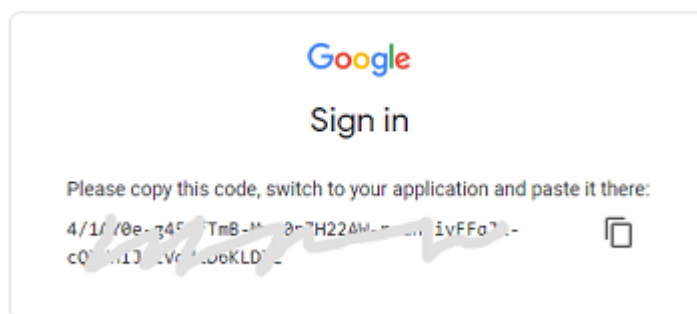 Google
Sign in
Please copy this code, switch to your application and paste it there: